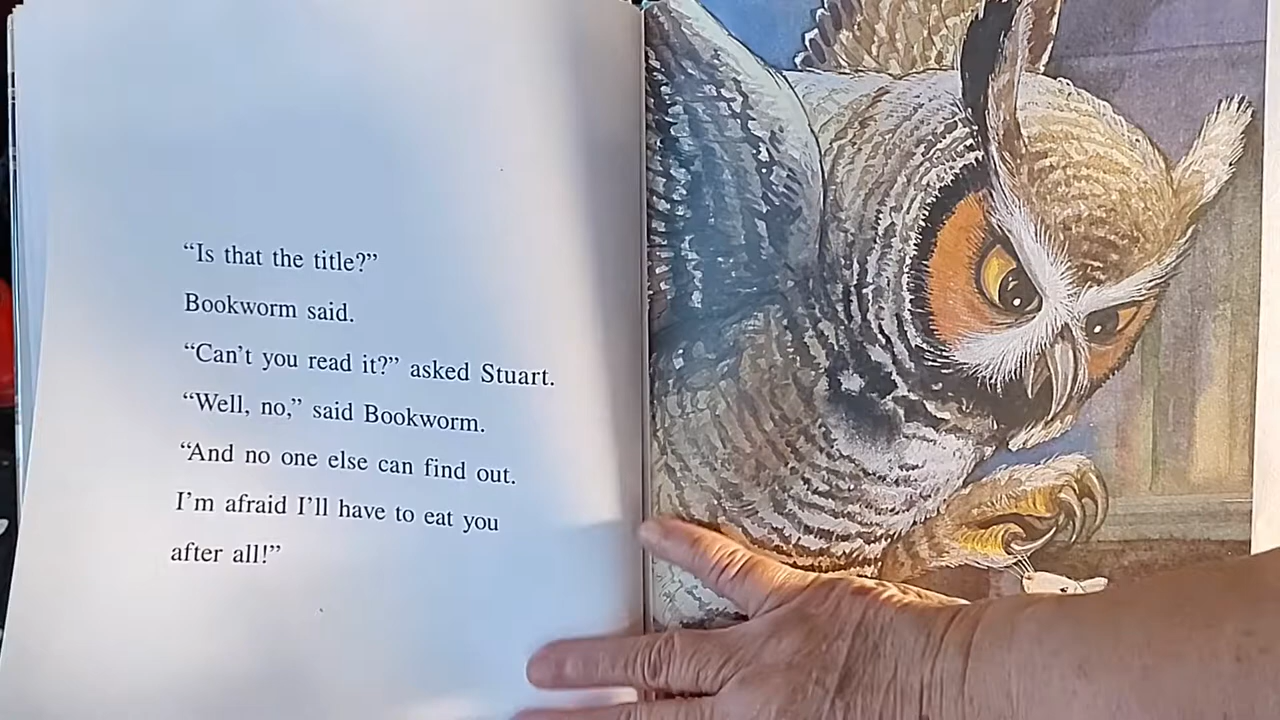 “Is that the title?”
Bookworm said.
“Can’t you read it?” asked Stuart.
“Well, no,” said Bookworm.
“And no one else can find out.
I’m afraid I’ll have to eat you
after all!”